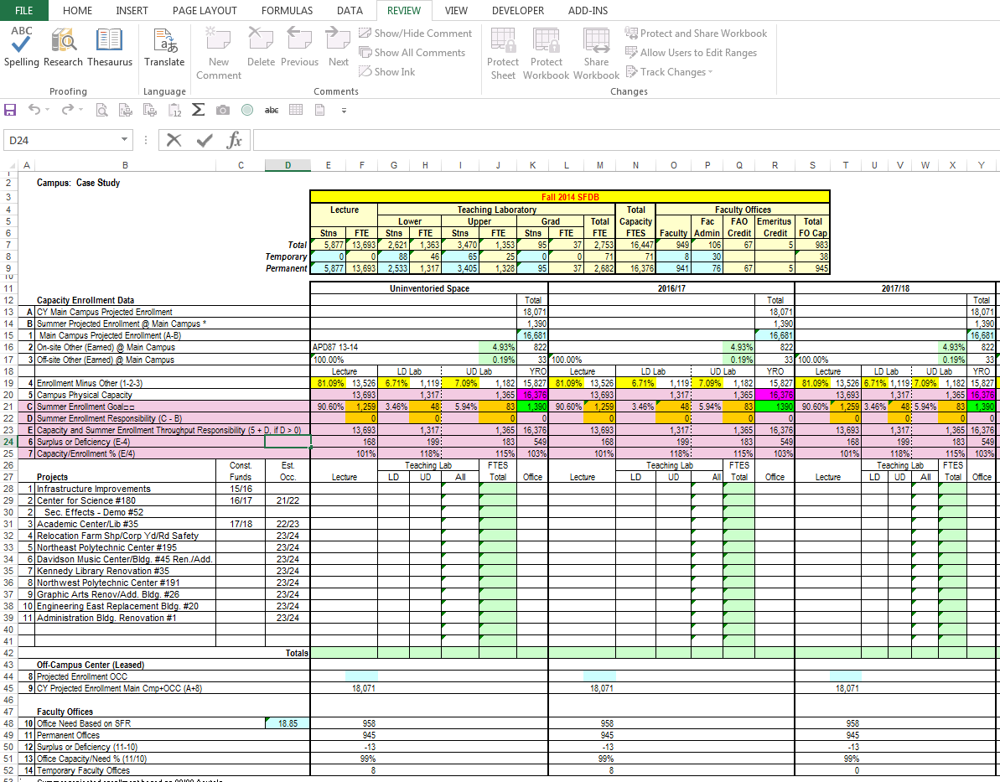 FILE HOME INSERT PAGE LAYOUT FORMULAS DATA REVIEW VIEW DEVELOPER ADD-INS
ABC
Show/Hide Comment Protect and Share Workbook
Show All Comments Allow Users to Edit Ranges
Spelling Research Thesaurus Translate New Delete Previous Next Protect Protect Share
Comment Show Ink Sheet Workbook Workbook Track Changes
Proofing Language Comments Changes
12 Σ abc
D24 fx
A B C D E F G H I J K L M N O P Q R S T U V W X Y
2 Campus: Case Study
3 Fall 2014 SFDB
4 Lecture Teaching Laboratory Total Faculty Offices
5 Lower Upper Grad Total Capacity Fac FAO Emeritus Total
6 Stns FTE Stns FTE Stns FTE Stns FTE FTE FTES Faculty Admin Credit Credit FO Cap
7 Total 5,877 13,693 2,621 1,363 3,470 1,353 95 37 2,753 16,447 949 106 67 5 983
8 Temporary 0 0 88 46 65 25 0 0 71 71 8 30 38
9 Permanent 5,877 13,693 2,533 1,317 3,405 1,328 95 37 2,682 16,376 941 76 67 5 945
10
11 Uninventoried Space 2016/17 2017/18
12 Capacity Enrollment Data Total Total Total
13 A CY Main Campus Projected Enrollment 18,071 18,071 18,071
14 B Summer Projected Enrollment @ Main Campus * 1,390 1,390 1,390
15 1 Main Campus Projected Enrollment (A-B) 16,681 16,681 16,681
16 2 On-site Other (Earned) @ Main Campus APD87 13-14 4.93% 822 4.93% 822 4.93% 822
17 3 Off-site Other (Earned) @ Main Campus 100.00% 0.19% 33 100.00% 0.19% 33 100.00% 0.19% 33
18 Lecture LD Lab UD Lab YRO Lecture LD Lab UD Lab YRO Lecture LD Lab UD Lab YRO
19 4 Enrollment Minus Other (1-2-3) 81.09% 13,526 6.71% 1,119 7.09% 1,182 15,827 81.09% 13,526 6.71% 1,119 7.09% 1,182 15,827 81.09% 13,526 6.71% 1,119 7.09% 1,182 15,827
20 5 Campus Physical Capacity 13,693 1,317 1,365 16,376 13,693 1,317 1,365 16,376 13,693 1,317 1,365 16,376
21 C Summer Enrollment Goal□□ 90.60% 1,259 3.46% 48 5.94% 83 1,390 90.60% 1,259 3.46% 48 5.94% 83 1390 90.60% 1,259 3.46% 48 5.94% 83 1,390
22 D Summer Enrollment Responsibility (C - B) 0 0 0 0 0 0 0 0 0 0 0 0
23 E Capacity and Summer Enrollment Throughput Responsibility (5 + D, if D > 0) 13,693 1,317 1,365 16,376 13,693 1,317 1,365 16,376 13,693 1,317 1,365 16,376
24 6 Surplus or Deficiency (E-4) 168 199 183 549 168 199 183 549 168 199 183 549
25 7 Capacity/Enrollment % (E/4) 101% 118% 115% 103% 101% 118% 115% 103% 101% 118% 115% 103%
26 Const. Est. Teaching Lab FTES Teaching Lab FTES Teaching Lab FTES
27 Projects Funds Occ. Lecture LD UD All Total Office Lecture LD UD All Total Office Lecture LD UD All Total Office
28 1 Infrastructure Improvements 15/16
29 2 Center for Science #180 16/17 21/22
30 2 Sec. Effects - Demo #52
31 3 Academic Center/Lib #35 17/18 22/23
32 4 Relocation Farm Shp/Corp Yd/Rd Safety 23/24
33 5 Northeast Polytechnic Center #195 23/24
34 6 Davidson Music Center/Bldg. #45 Ren./Add. 23/24
35 7 Kennedy Library Renovation #35 23/24
36 8 Northwest Polytechnic Center #191 23/24
37 9 Graphic Arts Renov/Add. Bldg. #26 23/24
38 10 Engineering East Replacement Bldg. #20 23/24
39 11 Administration Bldg. Renovation #1 23/24
40
41
42 Totals
43 Off-Campus Center (Leased)
44 8 Projected Enrollment OCC
45 9 CY Projected Enrollment Main Cmp+OCC (A+8) 18,071 18,071 18,071
46
47 Faculty Offices
48 10 Office Need Based on SFR 18.85 958 958 958
49 11 Permanent Offices 945 945 945
50 12 Surplus or Deficiency (11-10) -13 -13 -13
51 13 Office Capacity/Need % (11/10) 99% 99% 99%
52 14 Temporary Faculty Offices 8 8 0